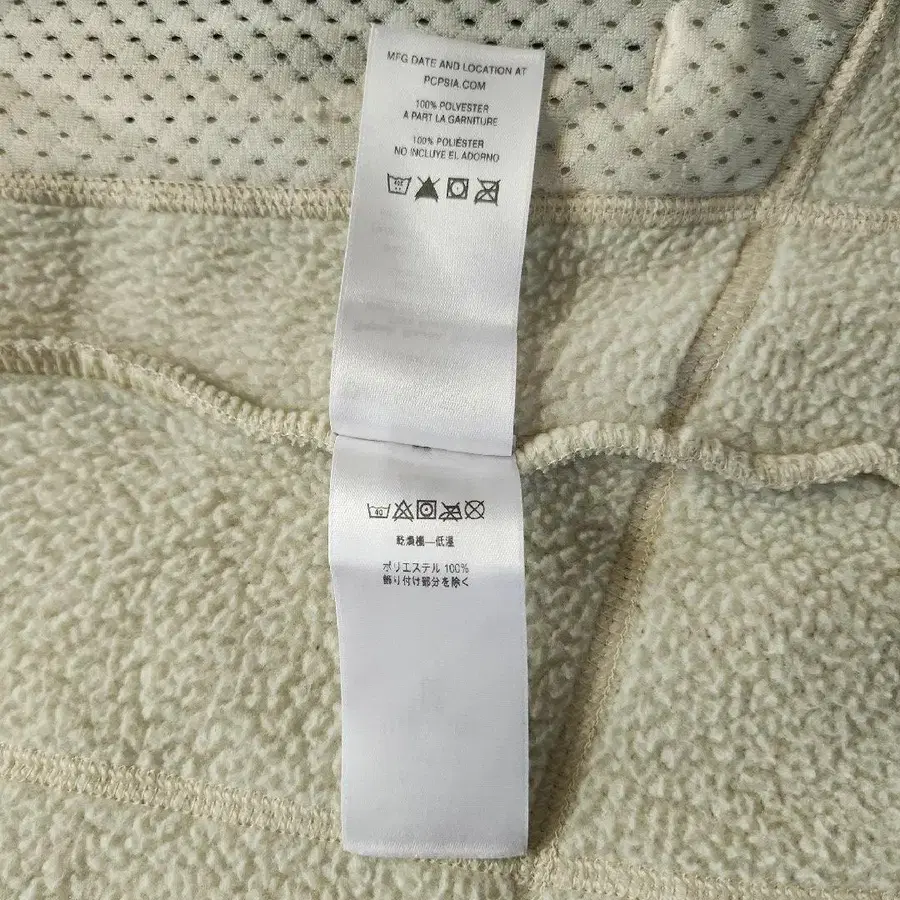 MFG DATE AND LOCATION AT
PCPSIA.COM
100% POLYESTER
A PART LA GARNITURE
100% POLIÉSTER
NO INCLUYE EL ADORNO
40
乾燥機—低温
ポリエステル 100%
飾り付け部分を除く